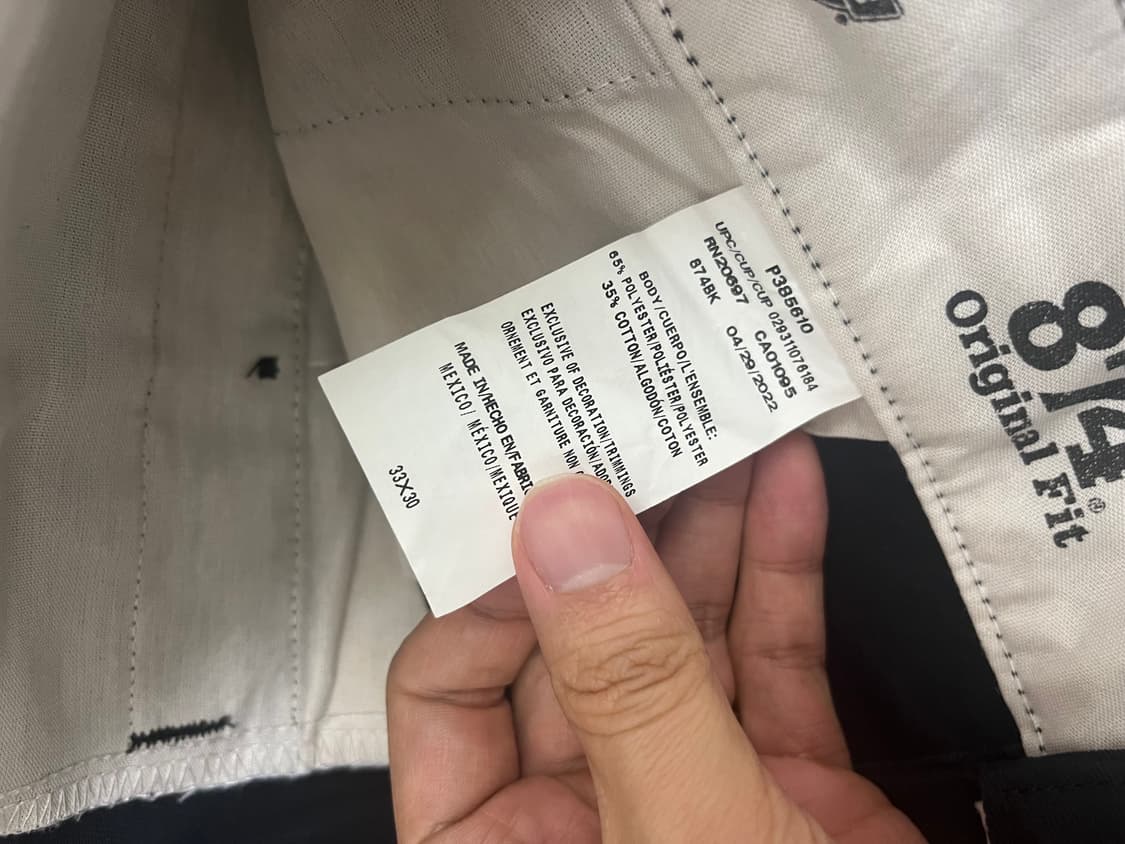 P385610
UPC/CUP/CUP 029311076184
RN20697 CA01095
874BK 04/29/2022
BODY/CUERPO/L'ENSEMBLE:
65% POLYESTER/POLIÉSTER/POLYESTER
35% COTTON/ALGODÓN/COTON
EXCLUSIVE OF DECORATION/TRIMMINGS
EXCLUSIVO PARA DECORACIÓN/
ORNEMENT ET GARNITURE NON
MADE IN/HECHO EN/
MEXICO/ MÉXICO/MEXIQUE
33X30
874®
Original Fit